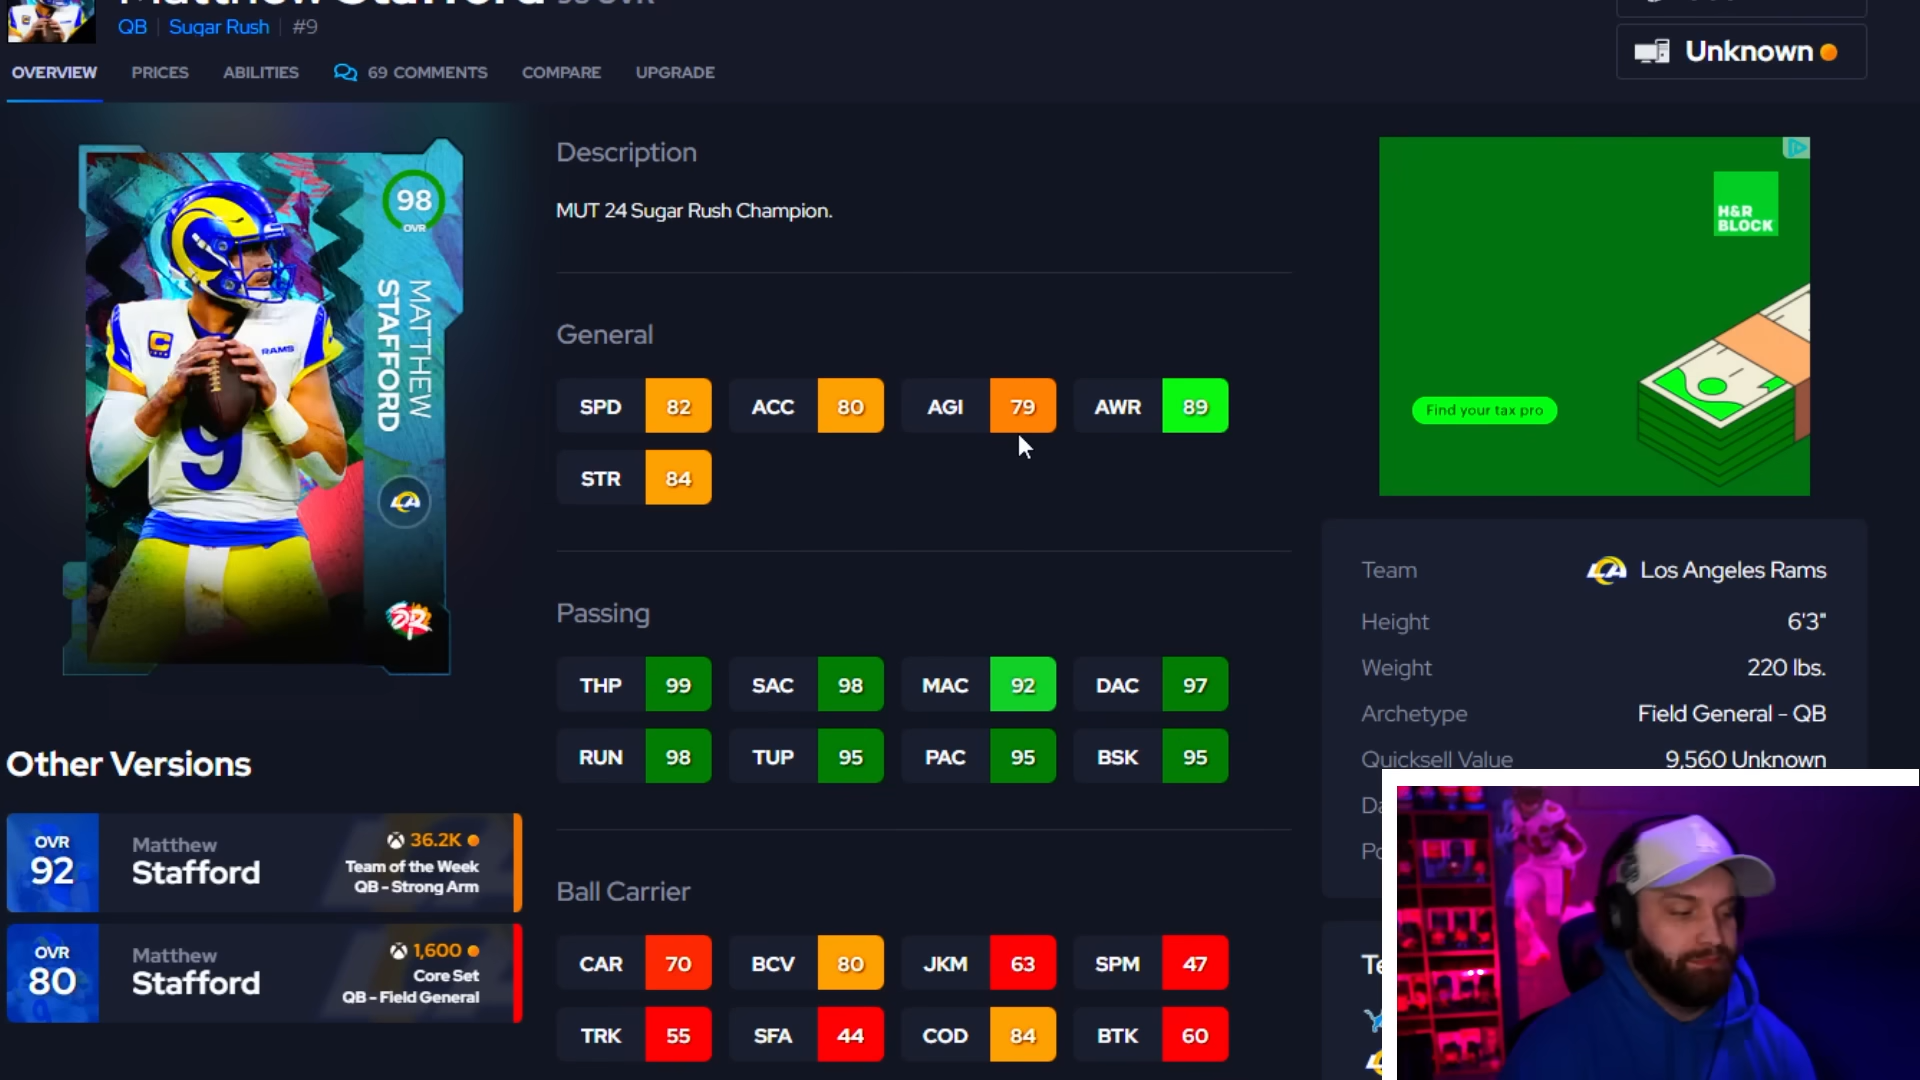 QB | Sugar Rush | #9
Unknown
OVERVIEW PRICES ABILITIES 69 COMMENTS COMPARE UPGRADE
98
OVR
MATTHEW
STAFFORD
RAMS
C
9
LA
Description
MUT 24 Sugar Rush Champion.
General
SPD 82 ACC 80 AGI 79 AWR 89
STR 84
Passing
THP 99 SAC 98 MAC 92 DAC 97
RUN 98 TUP 95 PAC 95 BSK 95
Ball Carrier
CAR 70 BCV 80 JKM 63 SPM 47
TRK 55 SFA 44 COD 84 BTK 60
Other Versions
OVR
92
Matthew
Stafford
36.2K
Team of the Week
QB - Strong Arm
OVR
80
Matthew
Stafford
1,600
Core Set
QB - Field General
H&R
BLOCK
Find your tax pro
Team Los Angeles Rams
Height 6'3"
Weight 220 lbs.
Archetype Field General - QB
Quicksell Value 9,560 Unknown